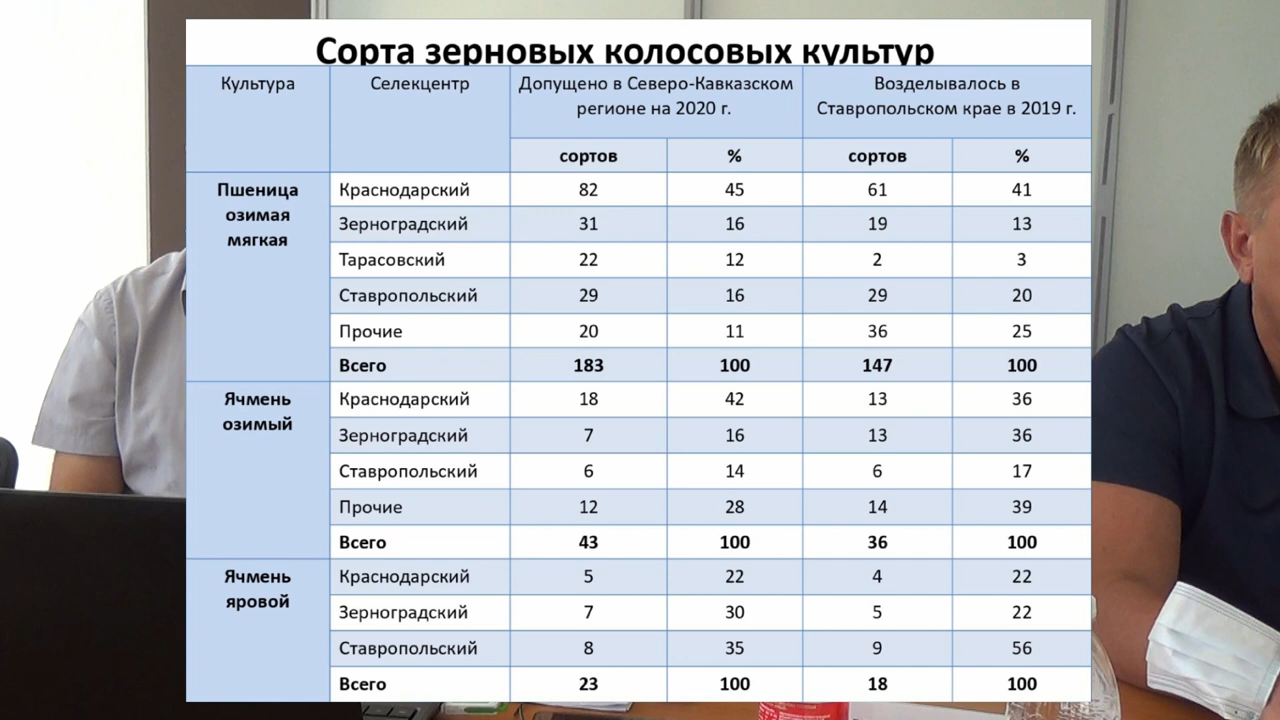 Сорта зерновых колосовых культур
Культура Селекцентр Допущено в Северо-Кавказском регионе на 2020 г. Возделывалось в Ставропольском крае в 2019 г.
сортов % сортов %
Пшеница озимая мягкая Краснодарский 82 45 61 41
Зерноградский 31 16 19 13
Тарасовский 22 12 2 3
Ставропольский 29 16 29 20
Прочие 20 11 36 25
Всего 183 100 147 100
Ячмень озимый Краснодарский 18 42 13 36
Зерноградский 7 16 13 36
Ставропольский 6 14 6 17
Прочие 12 28 14 39
Всего 43 100 36 100
Ячмень яровой Краснодарский 5 22 4 22
Зерноградский 7 30 5 22
Ставропольский 8 35 9 56
Всего 23 100 18 100